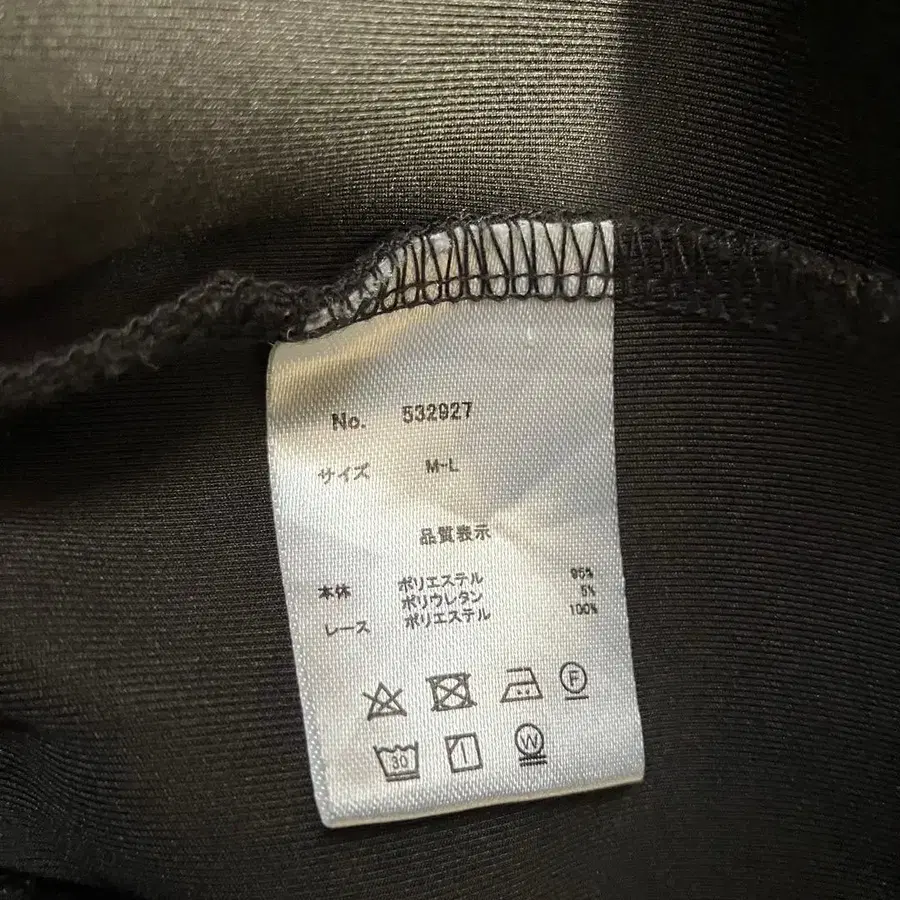 No. 532927
サイズ M-L
品質表示
本体 ポリエステル 95%
ポリウレタン 5%
レース ポリエステル 100%
F
30 W